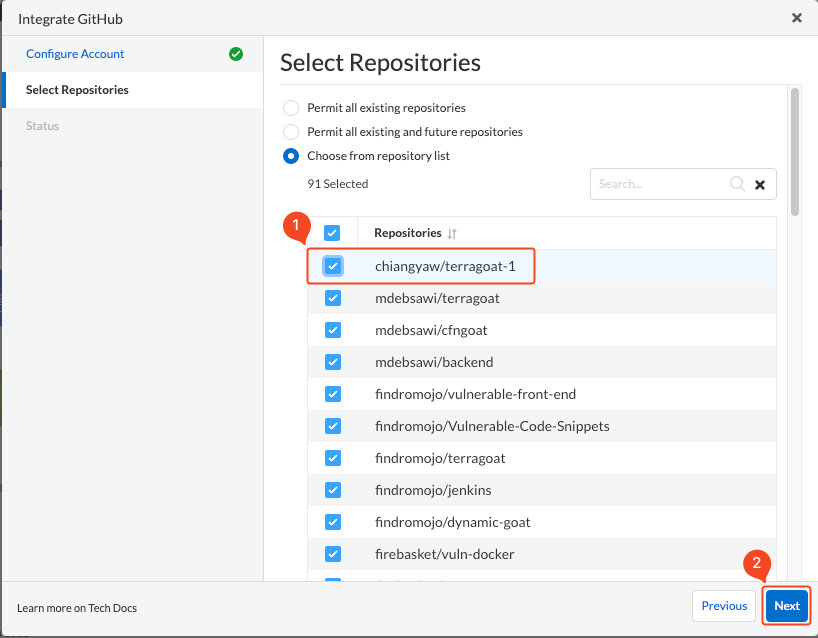 Integrate GitHub
Configure Account
Select Repositories
Status
Select Repositories
Permit all existing repositories
Permit all existing and future repositories
Choose from repository list
91 Selected
Search...
1
Repositories
chiangyaw/terragoat-1
mdebsawi/terragoat
mdebsawi/cfngoat
mdebsawi/backend
findromojo/vulnerable-front-end
findromojo/Vulnerable-Code-Snippets
findromojo/terragoat
findromojo/jenkins
findromojo/dynamic-goat
firebasket/vuln-docker
2
Learn more on Tech Docs
Previous
Next